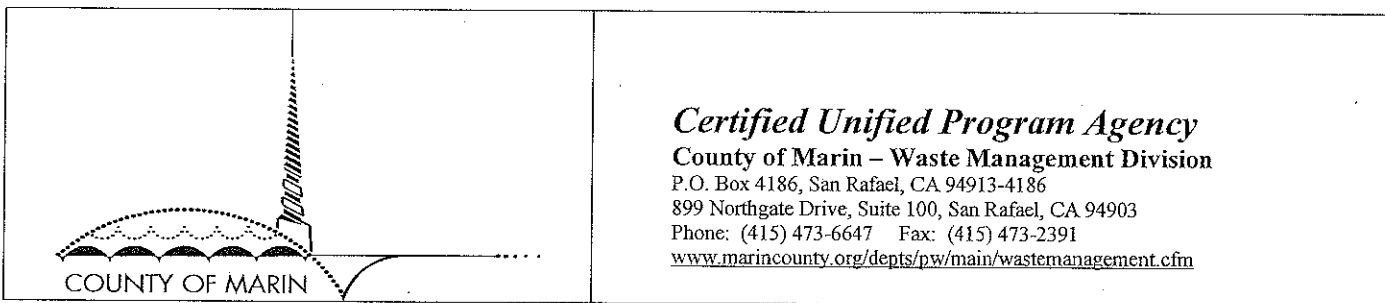 COUNTY OF MARIN
Certified Unified Program Agency
County of Marin – Waste Management Division
P.O. Box 4186, San Rafael, CA 94913-4186
899 Northgate Drive, Suite 100, San Rafael, CA 94903
Phone: (415) 473-6647 Fax: (415) 473-2391
www.marincounty.org/depts/pw/main/wastemanagement.cfm